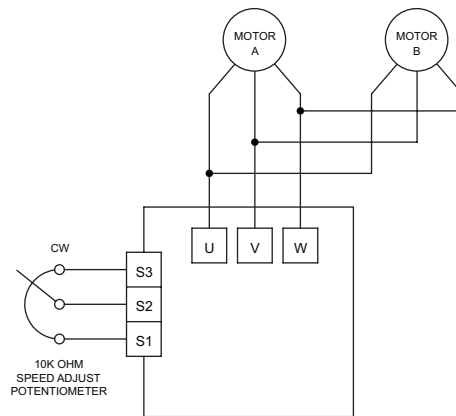 MOTOR
A
MOTOR
B
U
V
W
CW
S3
S2
S1
10K OHM
SPEED ADJUST
POTENTIOMETER